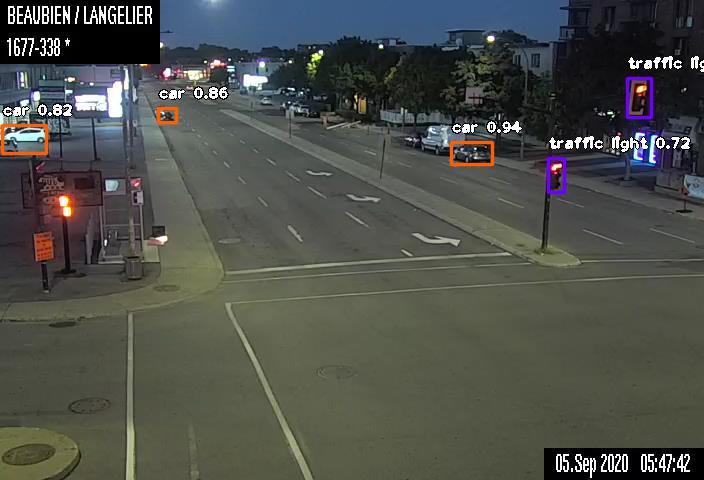 BEAUBIEN / LANGELIER
1677-338 *
traffic lig
car 0.86
car 0.82
car 0.94
traffic light 0.72
05.Sep 2020 05:47:42